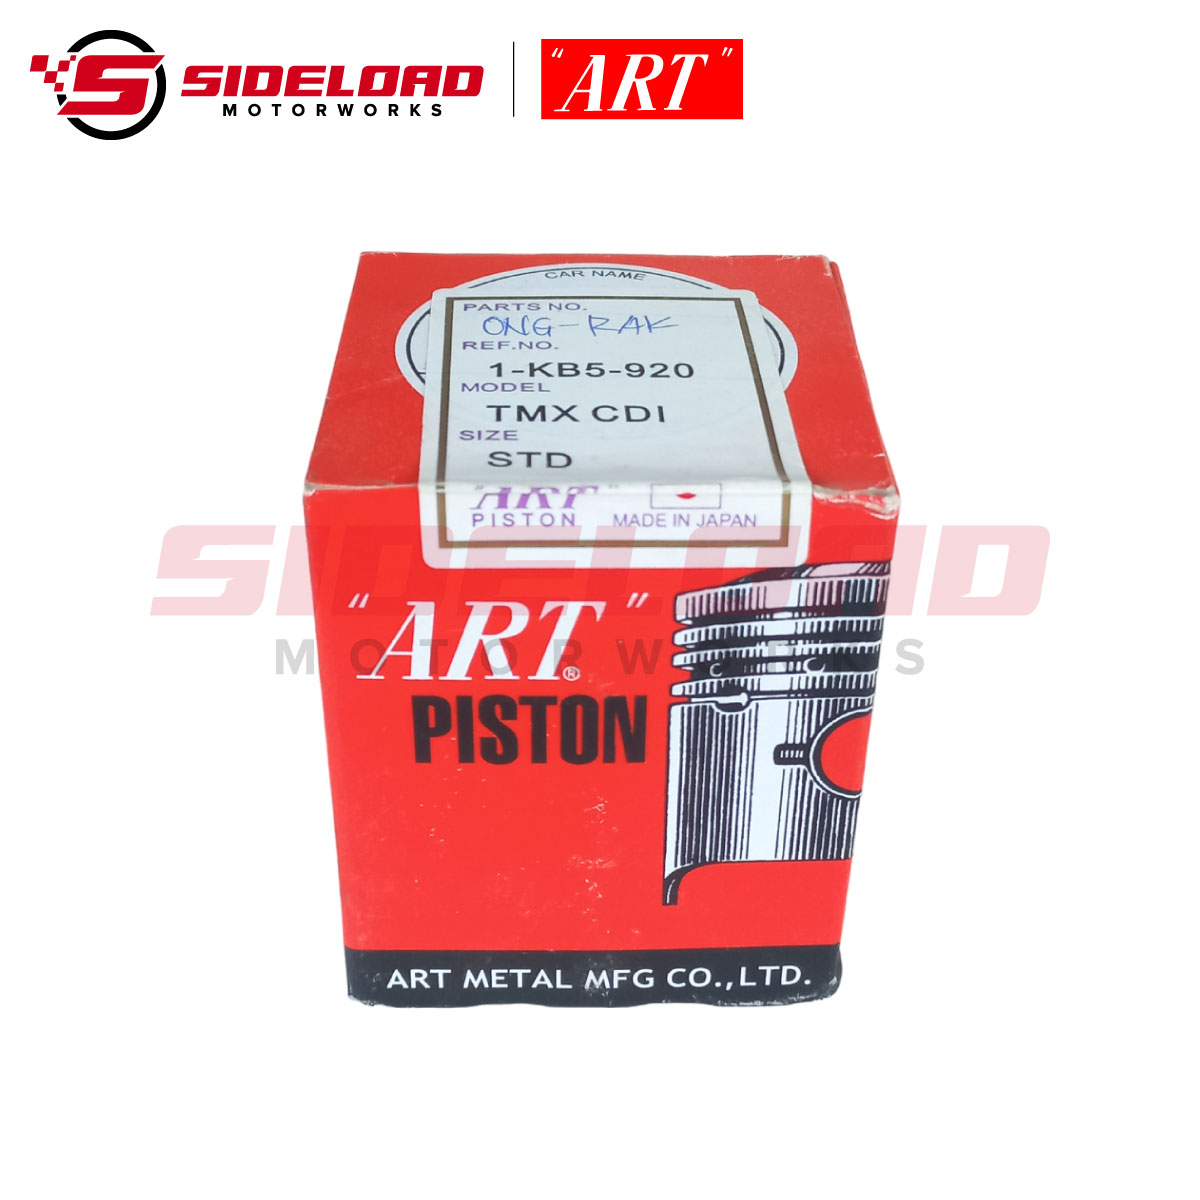 SIDELOAD
MOTORWORKS
"ART"
CAR NAME
PARTS NO.
ONG-RAK
REF.NO.
1-KB5-920
MODEL
TMX CDI
SIZE
STD
"ART"
PISTON MADE IN JAPAN
SIDELOAD
MOTORWORKS
"ART"®
PISTON
ART METAL MFG CO.,LTD.